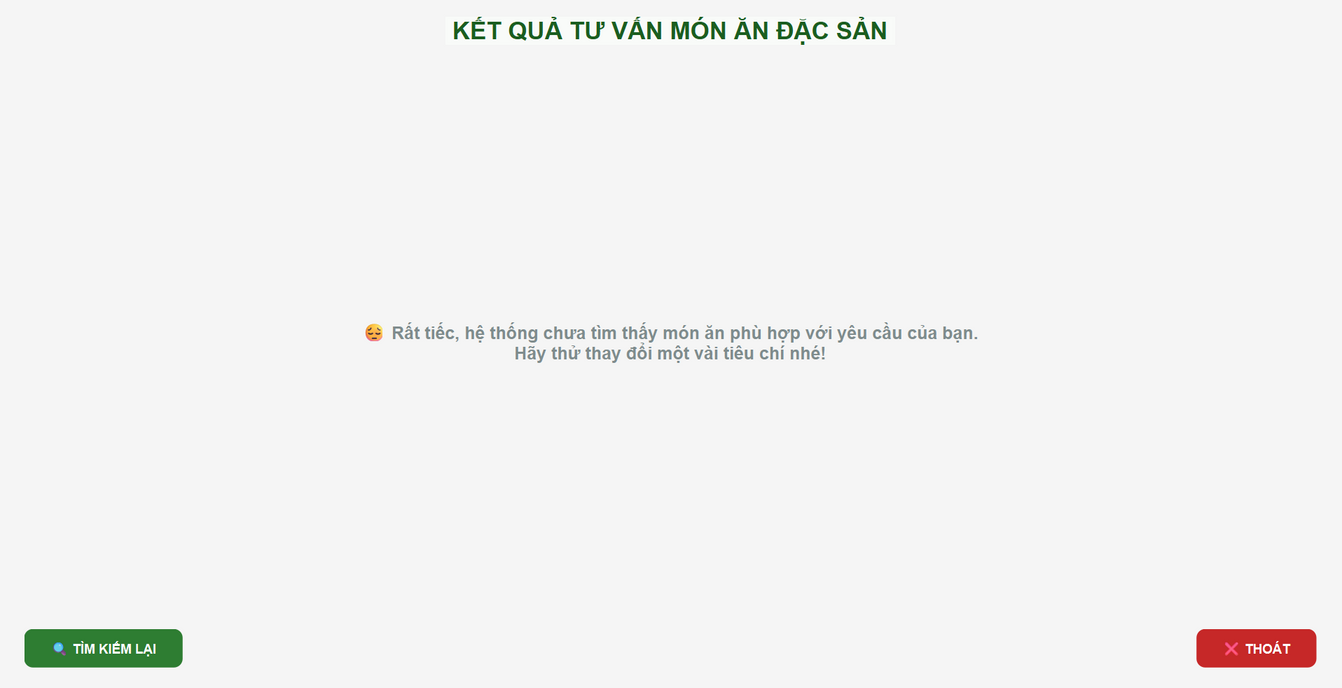 KẾT QUẢ TƯ VẤN MÓN ĂN ĐẶC SẢN
😔 Rất tiếc, hệ thống chưa tìm thấy món ăn phù hợp với yêu cầu của bạn.
Hãy thử thay đổi một vài tiêu chí nhé!
🔍 TÌM KIẾM LẠI
❌ THOÁT